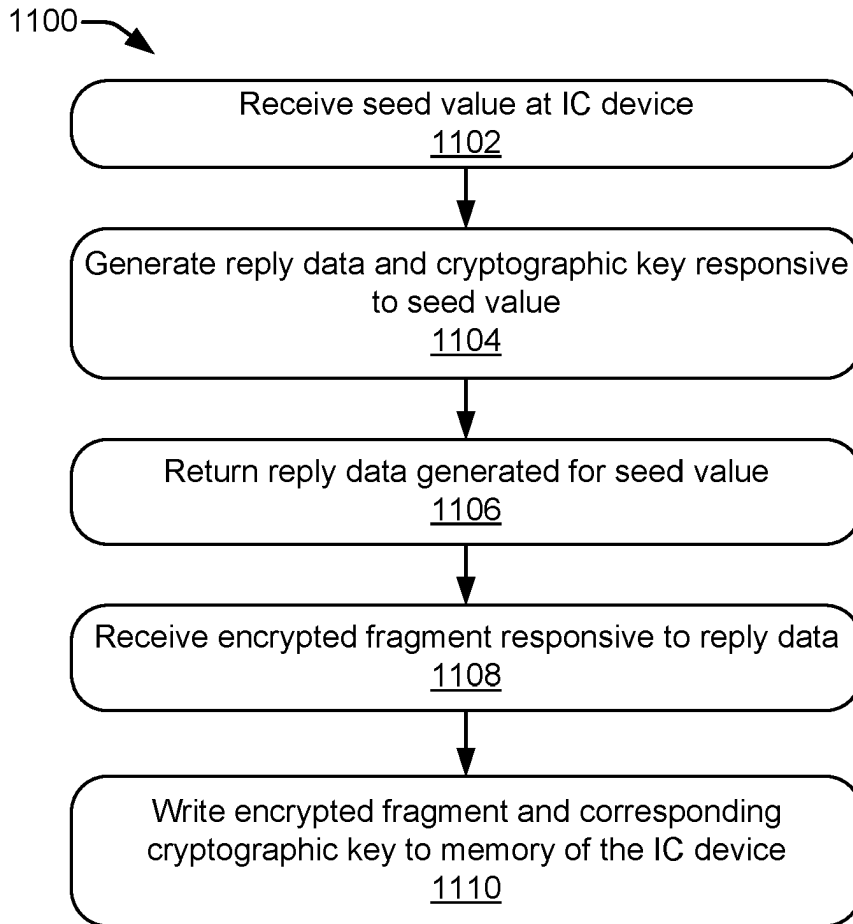 1100
Receive seed value at IC device
1102
Generate reply data and cryptographic key responsive
to seed value
1104
Return reply data generated for seed value
1106
Receive encrypted fragment responsive to reply data
1108
Write encrypted fragment and corresponding
cryptographic key to memory of the IC device
1110